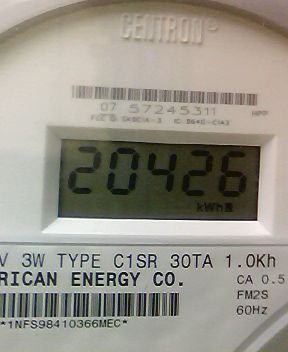 CENTRON®
07 57245311 HPP
20426
kWh
V 3W TYPE C1SR 30TA 1.0Kh
RICAN ENERGY CO. CA 0.5
FM2S
60Hz
*1NFS98410366MEC*